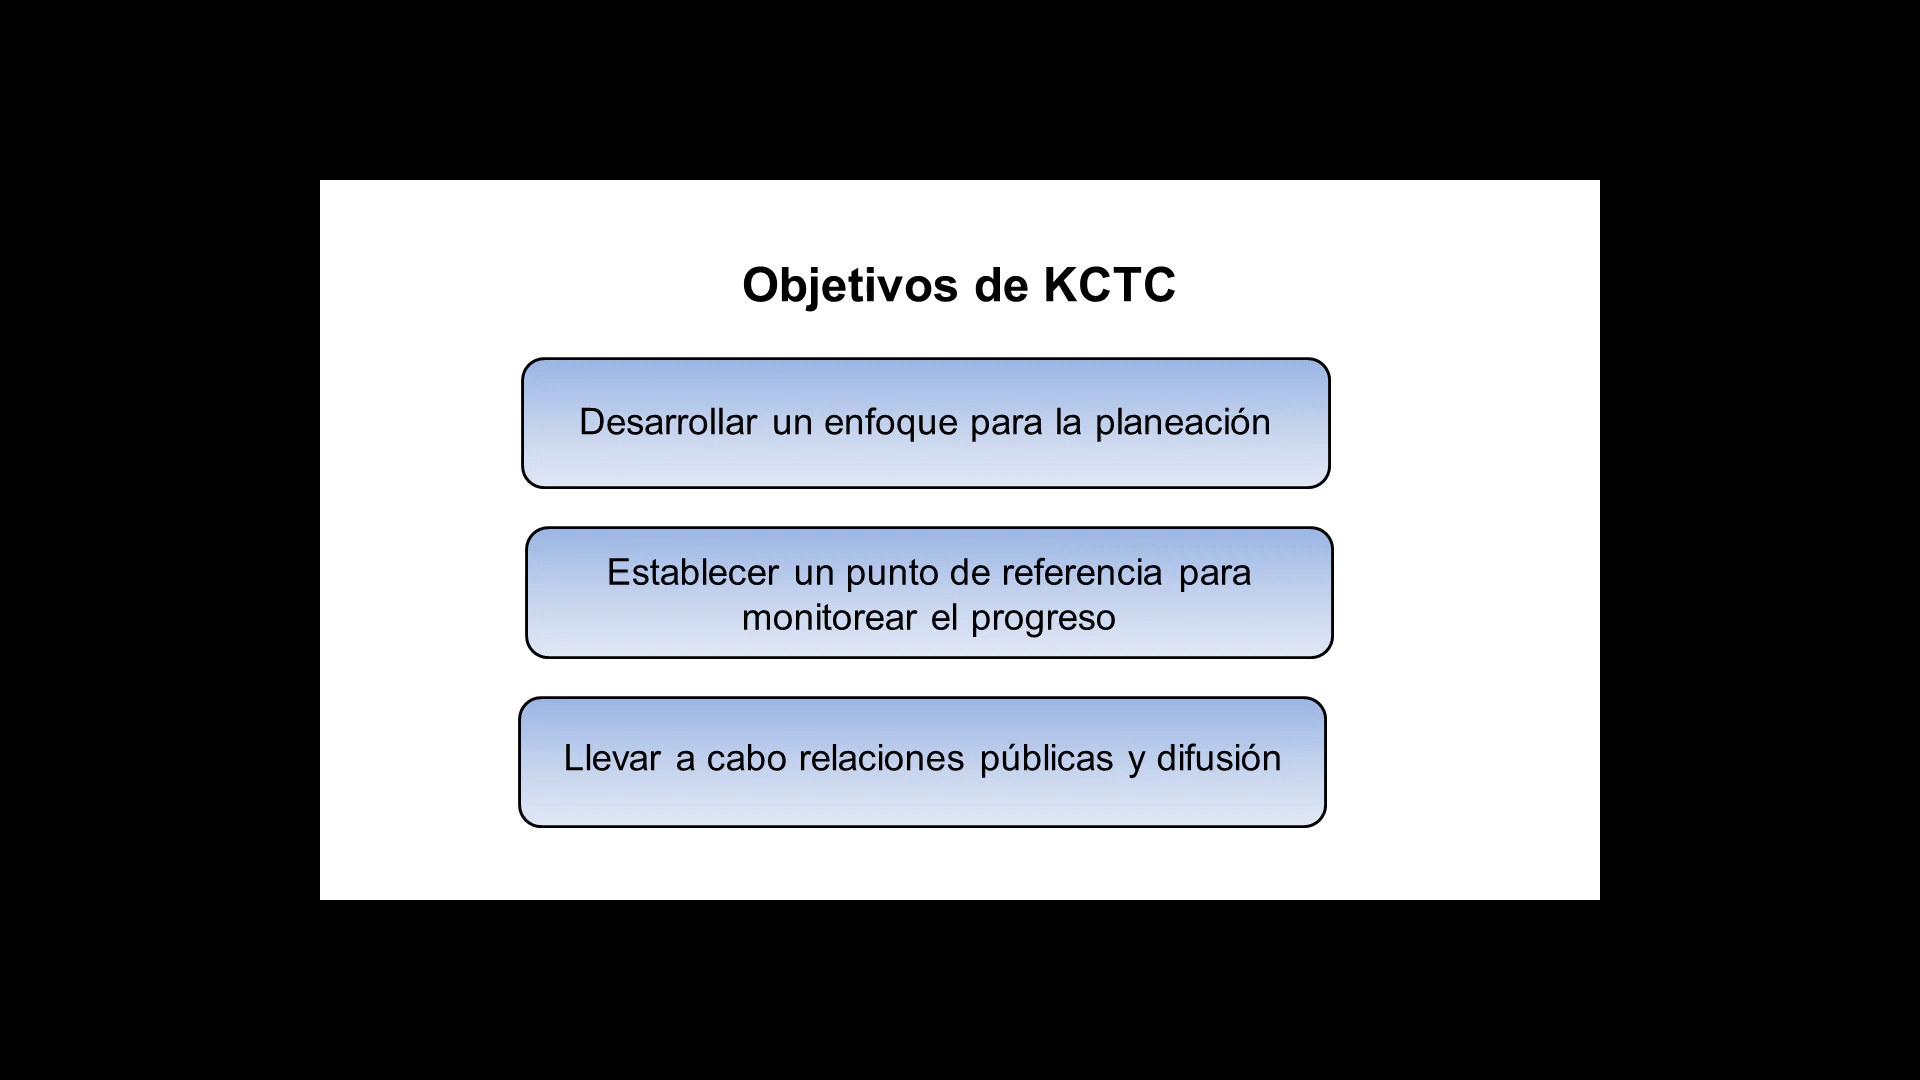 Objetivos de KCTC
Desarrollar un enfoque para la planeación
Establecer un punto de referencia para
monitorear el progreso
Llevar a cabo relaciones públicas y difusión